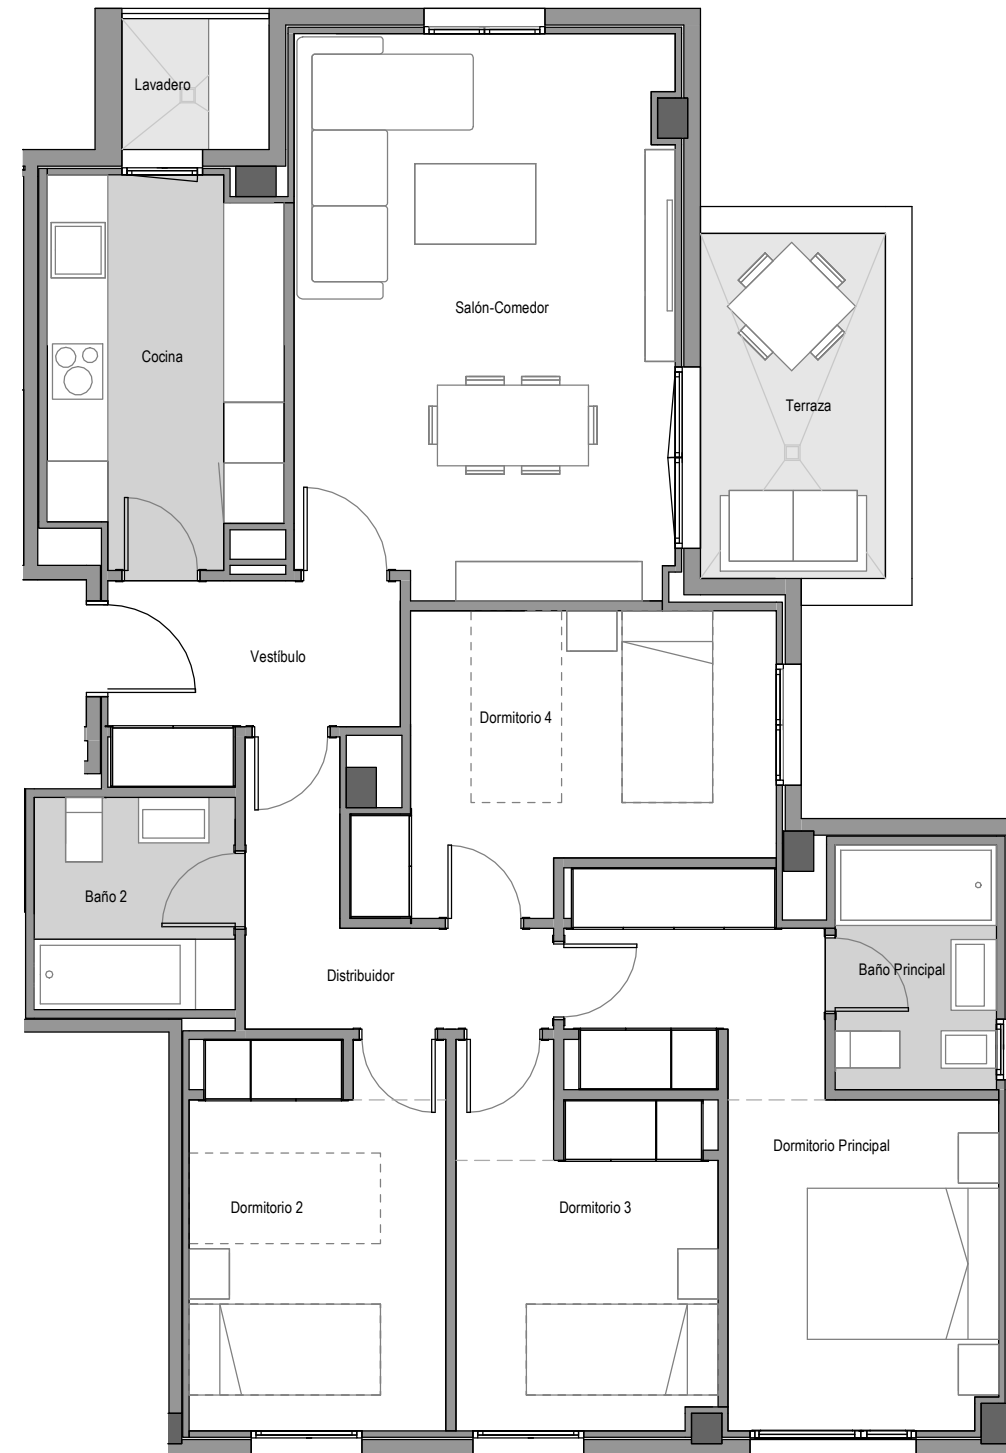 Lavadero
Salón-Comedor
Cocina
Terraza
Vestíbulo
Dormitorio 4
Baño 2
Distribuidor
Baño Principal
Dormitorio Principal
Dormitorio 2
Dormitorio 3